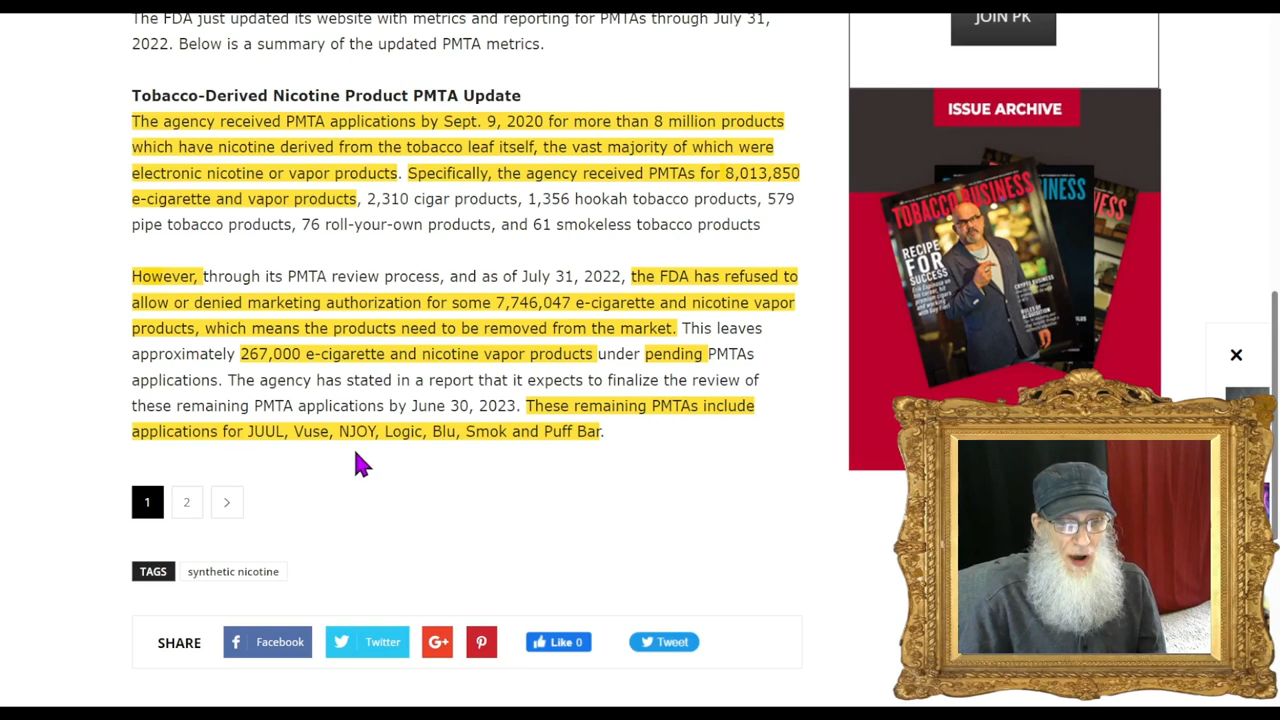 The FDA just updated its website with metrics and reporting for PMTAs through July 31,
2022. Below is a summary of the updated PMTA metrics.
Tobacco-Derived Nicotine Product PMTA Update
The agency received PMTA applications by Sept. 9, 2020 for more than 8 million products
which have nicotine derived from the tobacco leaf itself, the vast majority of which were
electronic nicotine or vapor products. Specifically, the agency received PMTAs for 8,013,850
e-cigarette and vapor products, 2,310 cigar products, 1,356 hookah tobacco products, 579
pipe tobacco products, 76 roll-your-own products, and 61 smokeless tobacco products
However, through its PMTA review process, and as of July 31, 2022, the FDA has refused to
allow or denied marketing authorization for some 7,746,047 e-cigarette and nicotine vapor
products, which means the products need to be removed from the market. This leaves
approximately 267,000 e-cigarette and nicotine vapor products under pending PMTAs
applications. The agency has stated in a report that it expects to finalize the review of
these remaining PMTA applications by June 30, 2023. These remaining PMTAs include
applications for JUUL, Vuse, NJOY, Logic, Blu, Smok and Puff Bar.
1 2 >
TAGS synthetic nicotine
SHARE Facebook Twitter G+ Like 0 Tweet
JOIN PK
ISSUE ARCHIVE
TOBACCO BUSINESS
RECIPE
FOR
SUCCESS